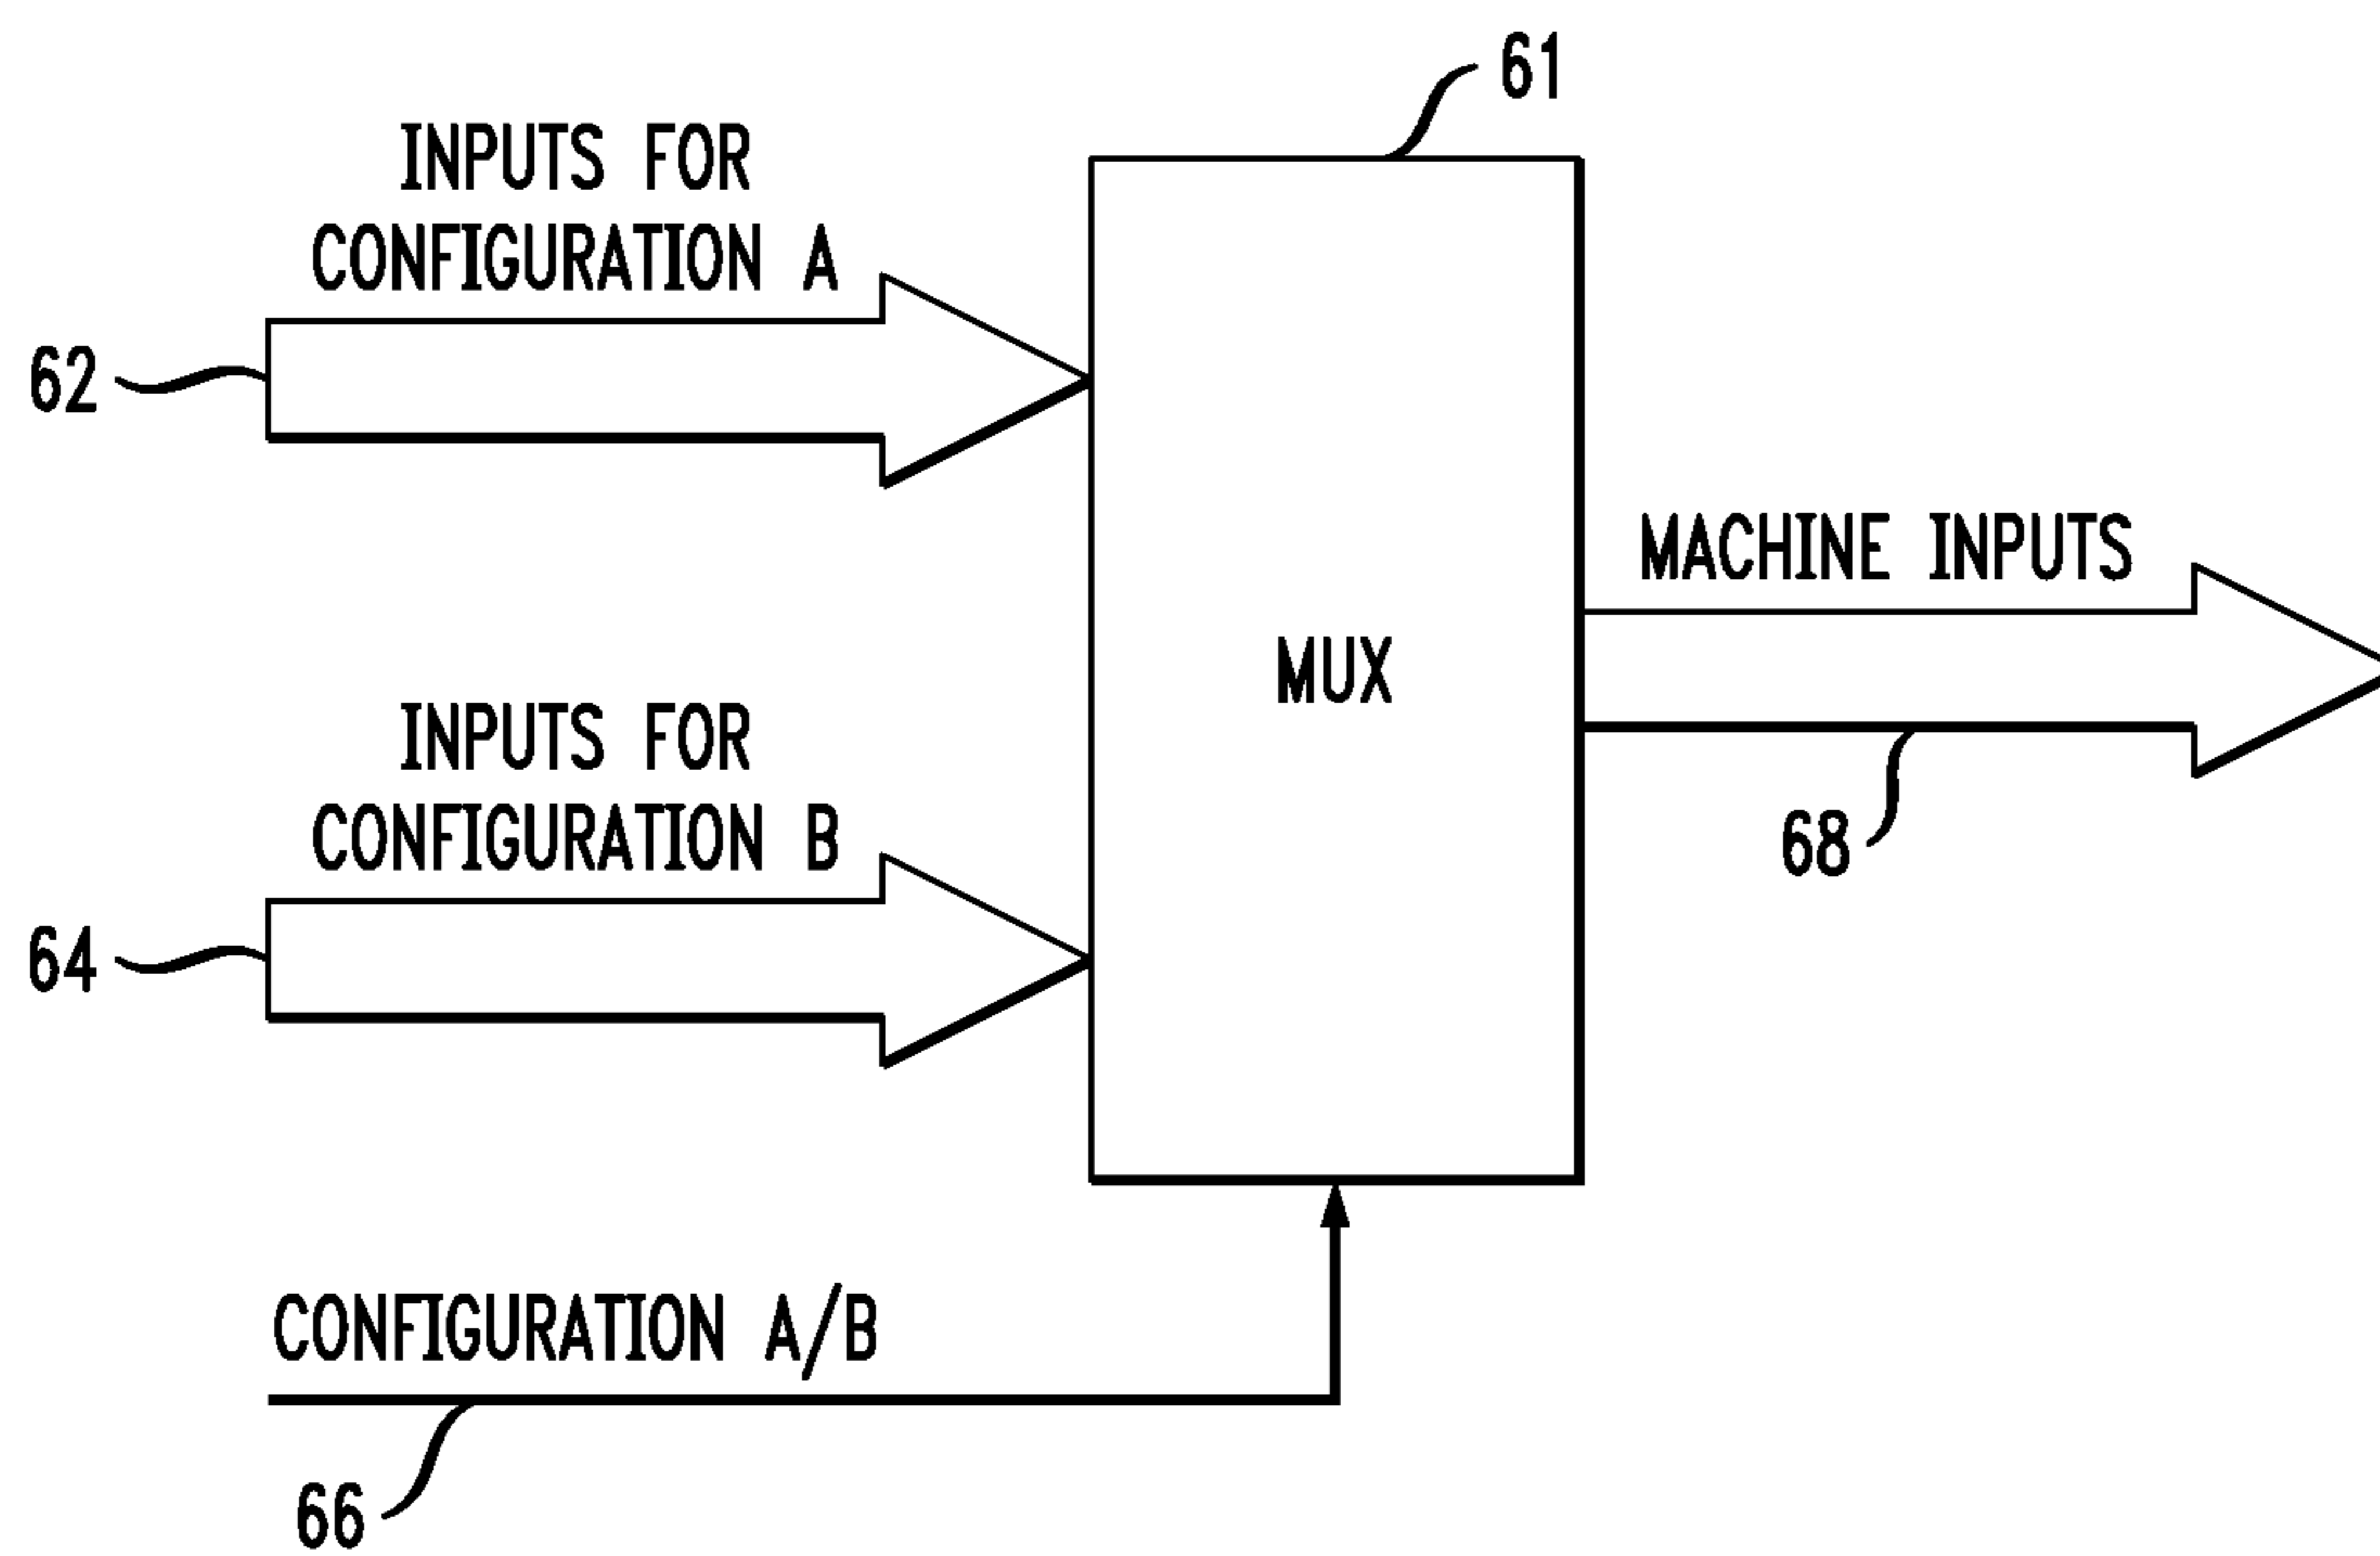 61
INPUTS FOR
CONFIGURATION A
62
MACHINE INPUTS
MUX
INPUTS FOR
CONFIGURATION B
68
64
CONFIGURATION A/B
66